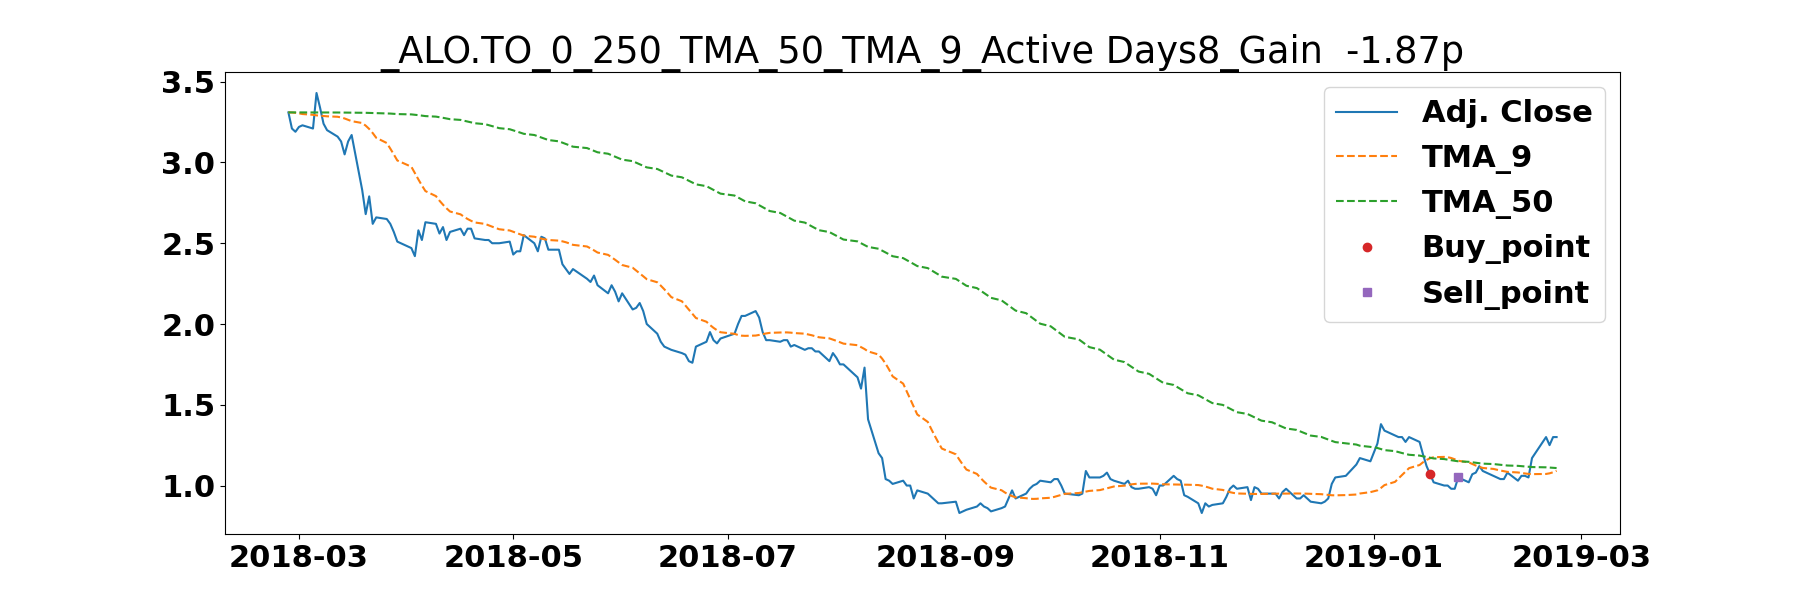 _ALO.TO_0_250_TMA_50_TMA_9_Active Days8_Gain  -1.87p
3.5
3.0
2.5
2.0
1.5
1.0
Adj. Close
TMA_9
TMA_50
Buy_point
Sell_point
2018-03 2018-05 2018-07 2018-09 2018-11 2019-01 2019-03